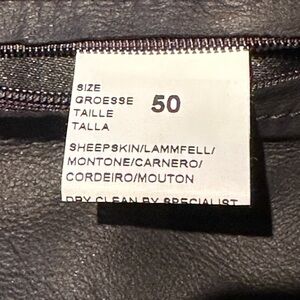 SIZE
GROESSE 50
TAILLE
TALLA
SHEEPSKIN/LAMMFELL/
MONTONE/CARNERO/
CORDEIRO/MOUTON
DRY CLEAN BY SPECIALIST